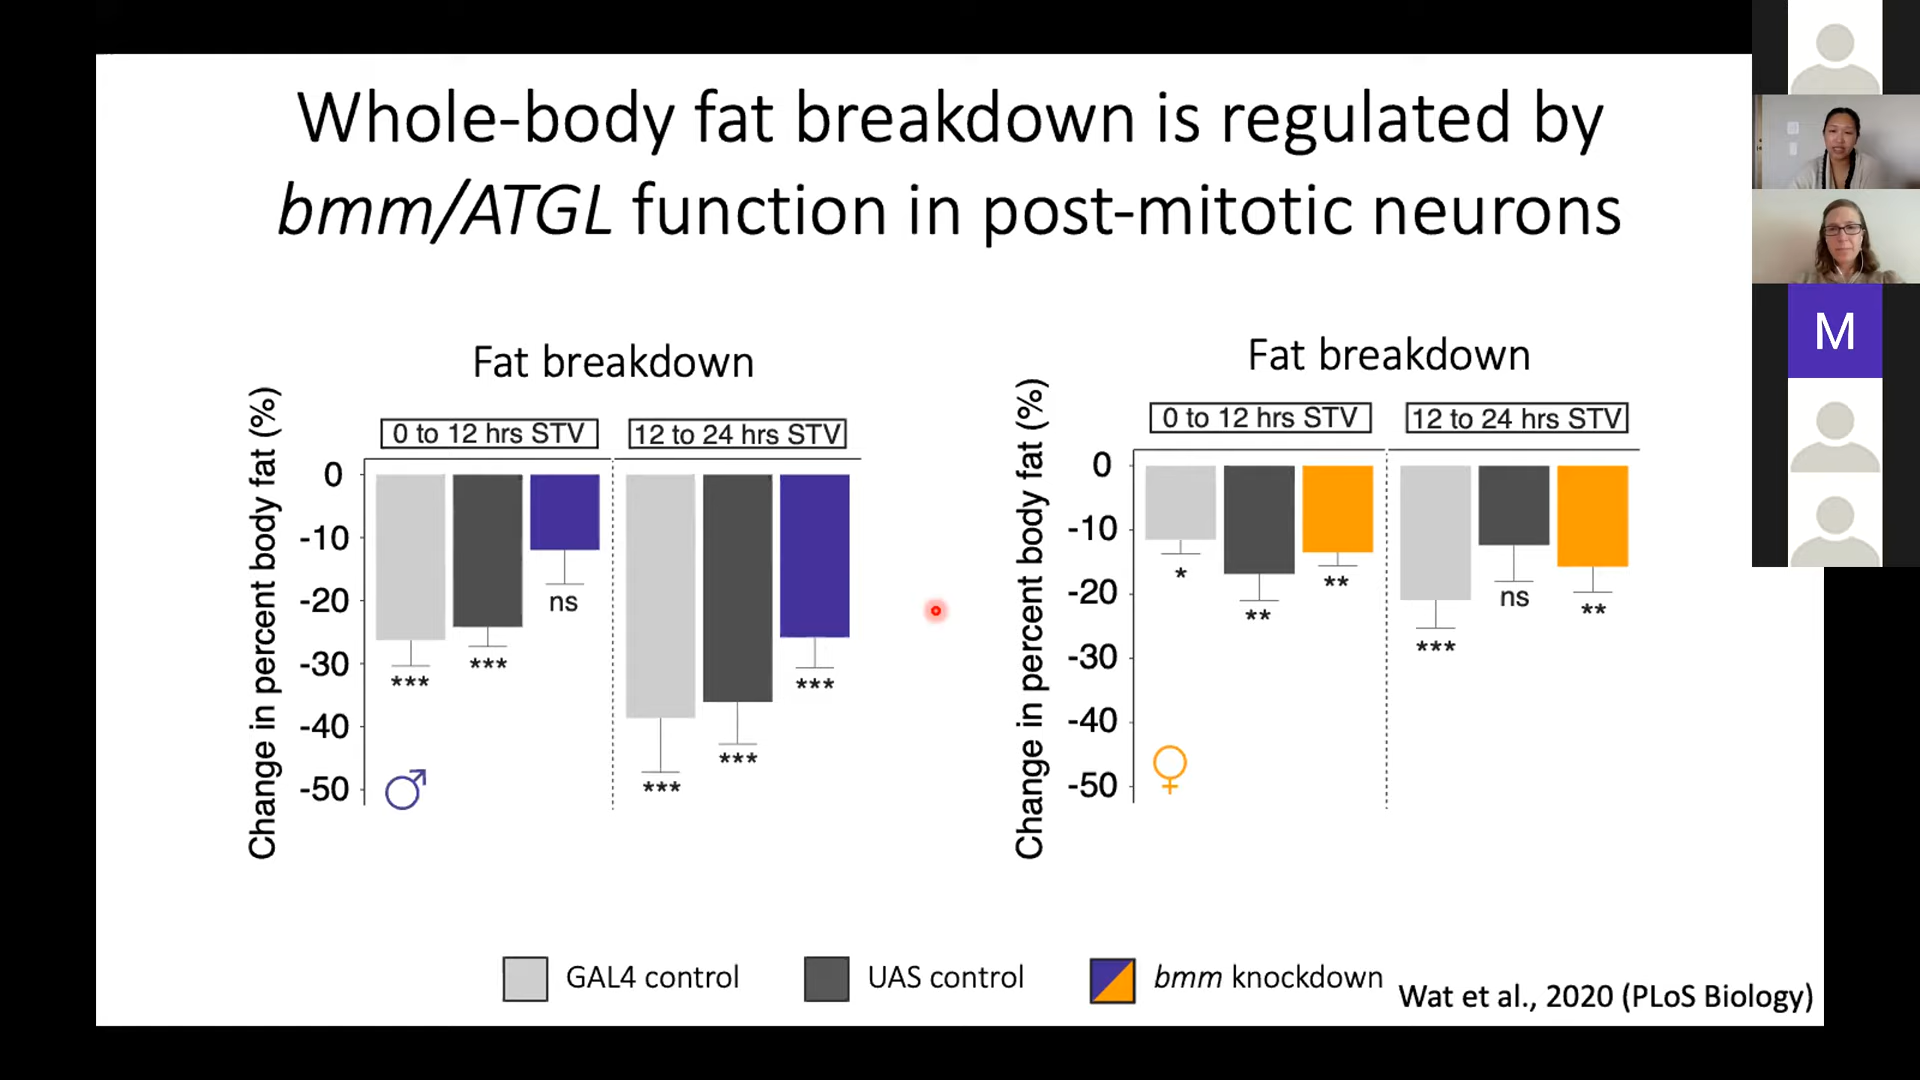 Whole-body fat breakdown is regulated by
bmm/ATGL function in post-mitotic neurons
M
Fat breakdown
Change in percent body fat (%)
0 to 12 hrs STV
12 to 24 hrs STV
0
-10
-20
-30
-40
-50
***
***
ns
***
***
***
Fat breakdown
Change in percent body fat (%)
0 to 12 hrs STV
12 to 24 hrs STV
0
-10
-20
-30
-40
-50
*
**
**
***
ns
**
GAL4 control
UAS control
bmm knockdown
Wat et al., 2020 (PLoS Biology)